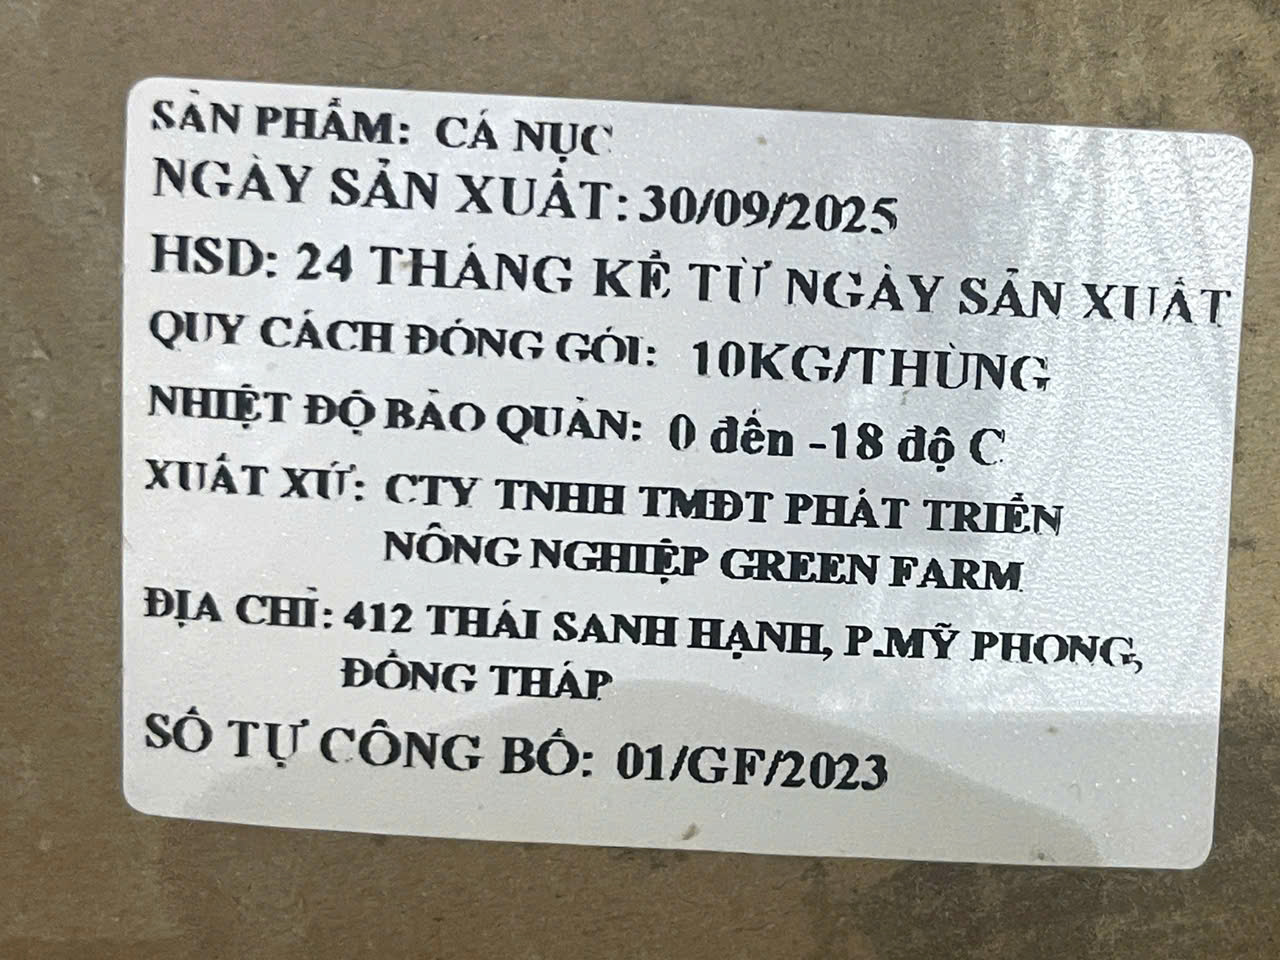 SẢN PHẨM: CÁ NỤC
NGÀY SẢN XUẤT: 30/09/2025
HSD: 24 THÁNG KỂ TỪ NGÀY SẢN XUẤT
QUY CÁCH ĐÓNG GÓI: 10KG/THÙNG
NHIỆT ĐỘ BẢO QUẢN: 0 đến -18 độ C
XUẤT XỨ: CTY TNHH TMĐT PHÁT TRIỂN
NÔNG NGHIỆP GREEN FARM
ĐỊA CHỈ: 412 THÁI SANH HẠNH, P.MỸ PHONG,
ĐỒNG THÁP
SỐ TỰ CÔNG BỐ: 01/GF/2023